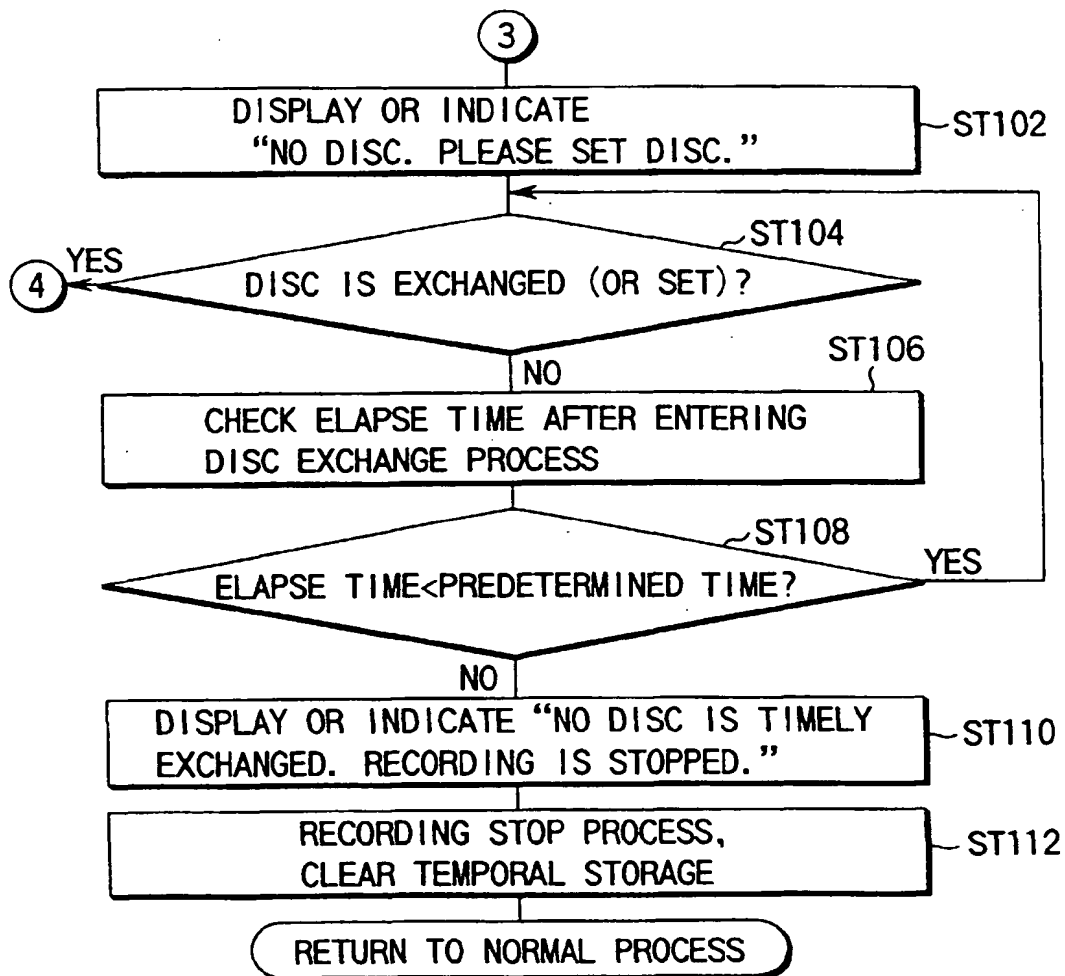 3
DISPLAY OR INDICATE
“NO DISC. PLEASE SET DISC.”
ST102
ST104
YES
4
DISC IS EXCHANGED (OR SET)?
ST106
NO
CHECK ELAPSE TIME AFTER ENTERING
DISC EXCHANGE PROCESS
ST108
YES
ELAPSE TIME<PREDETERMINED TIME?
NO
DISPLAY OR INDICATE “NO DISC IS TIMELY
EXCHANGED. RECORDING IS STOPPED.”
ST110
RECORDING STOP PROCESS,
CLEAR TEMPORAL STORAGE
ST112
RETURN TO NORMAL PROCESS